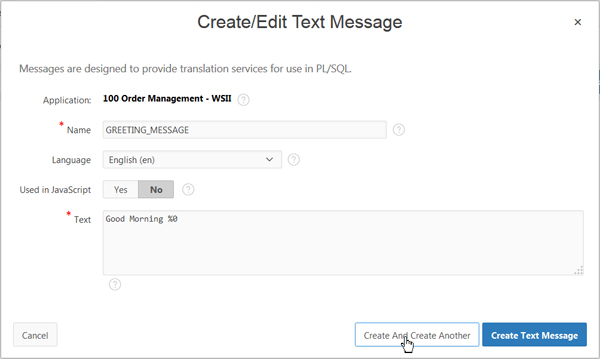 Create/Edit Text Message
×
Messages are designed to provide translation services for use in PL/SQL.
Application: 100 Order Management - WSII ?
* Name GREETING_MESSAGE ?
Language English (en) ?
Used in JavaScript Yes No ?
* Text Good Morning %0
?
Cancel Create And Create Another Create Text Message